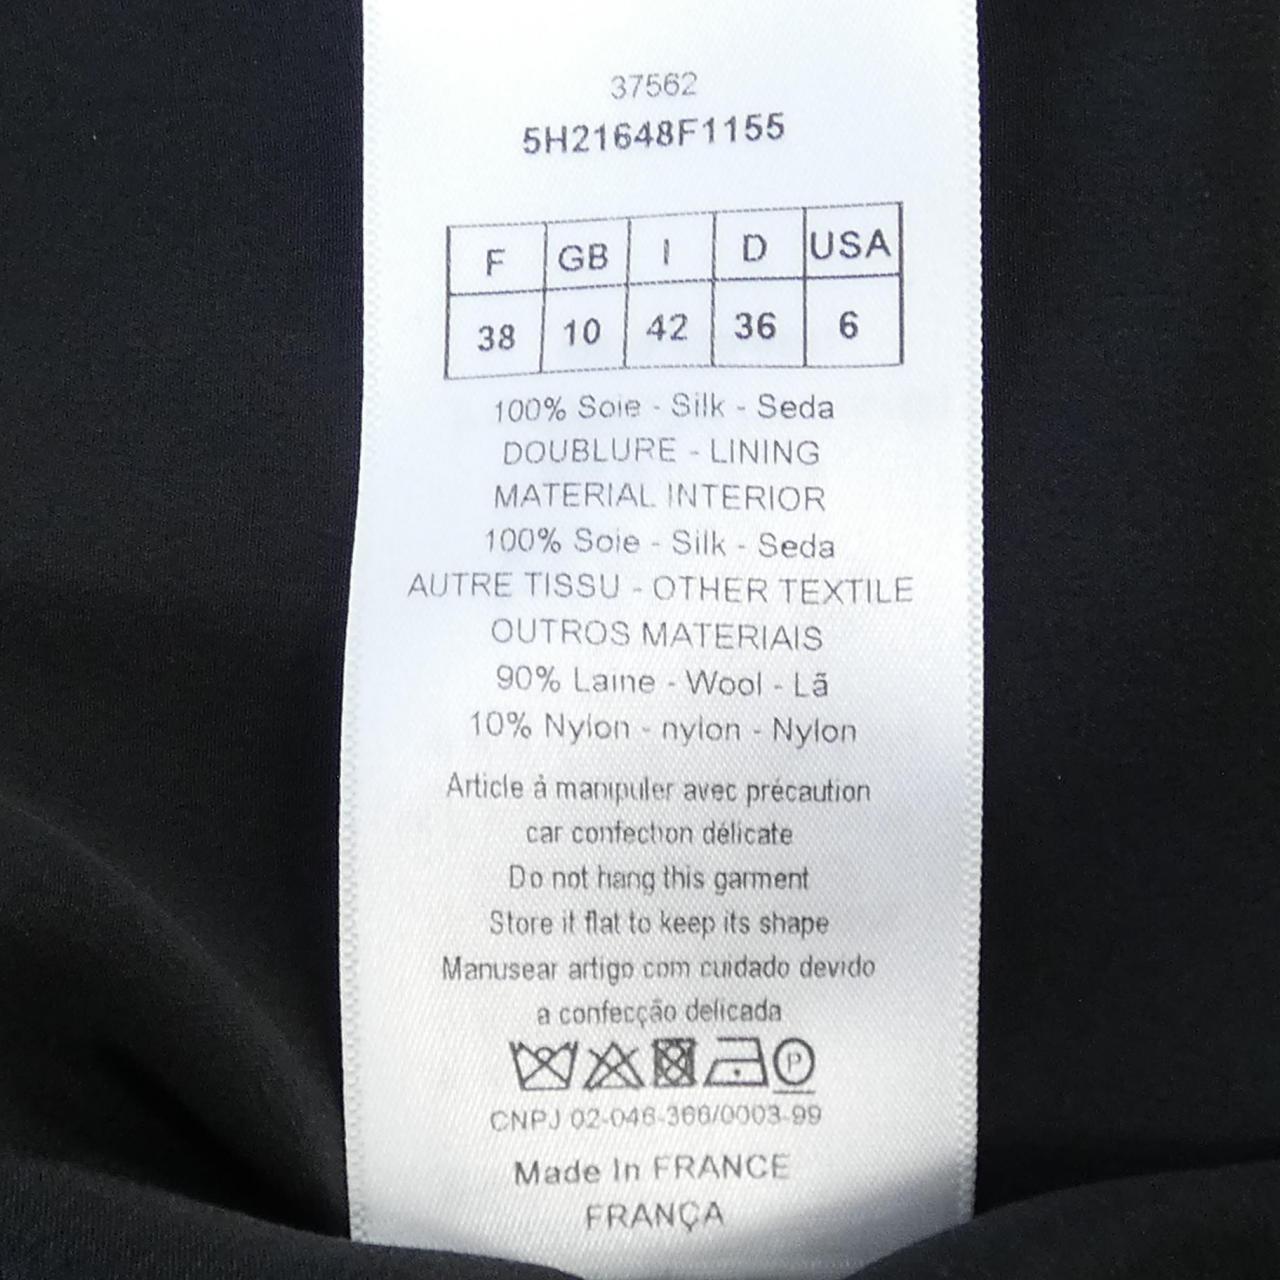 37562
5H21648F1155
F GB I D USA
38 10 42 36 6
100% Soie - Silk - Seda
DOUBLURE - LINING
MATERIAL INTERIOR
100% Soie - Silk - Seda
AUTRE TISSU - OTHER TEXTILE
OUTROS MATERIAIS
90% Laine - Wool - Lã
10% Nylon - nylon - Nylon
Article à manipuler avec précaution
car confection délicate
Do not hang this garment
Store it flat to keep its shape
Manusear artigo com cuidado devido
a confecção delicada
P
CNPJ 02-046-366/0003-99
Made In FRANCE
FRANÇA